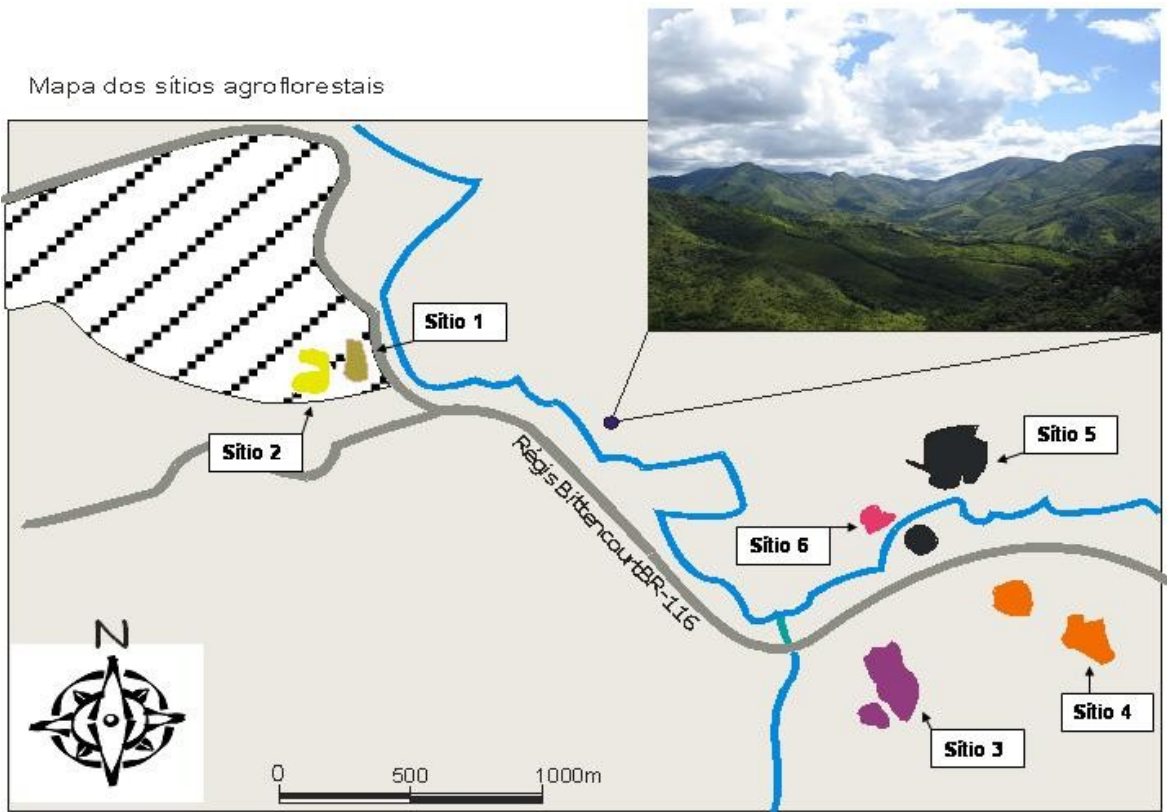 Mapa dos sítios agroflorestais
Sítio 1
Sítio 2
Régis Bittencourt BR-116
Sítio 5
Sítio 6
Sítio 4
Sítio 3
N
0 500 1000m